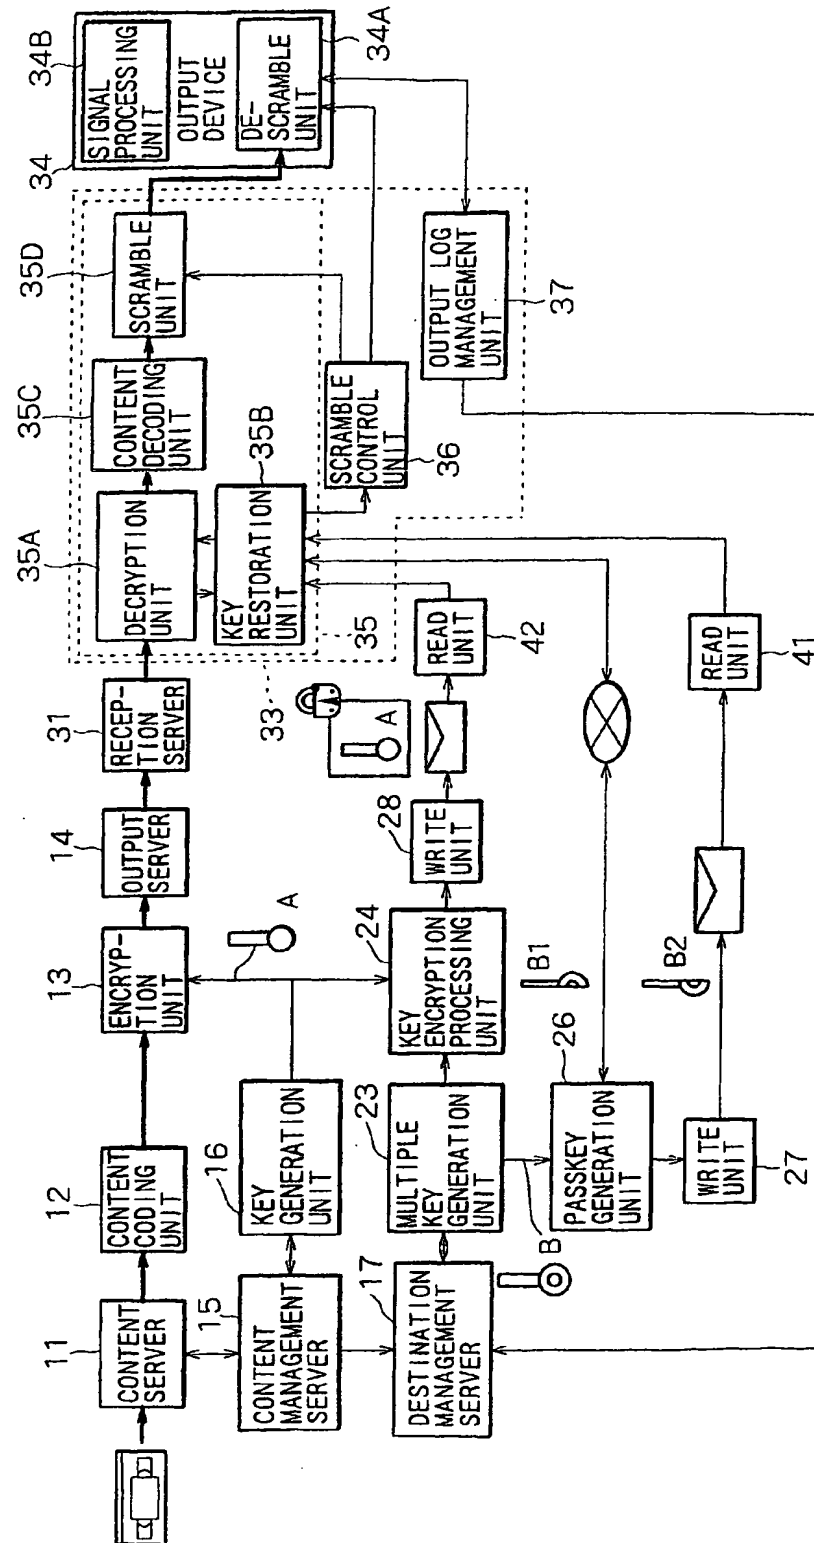 11
CONTENT
SERVER
12
CONTENT
CODING
UNIT
13
ENCRYP-
TION
UNIT
14
OUTPUT
SERVER
31
RECEP-
TION
SERVER
35A
DECRYPTION
UNIT
35C
CONTENT
DECODING
UNIT
35D
SCRAMBLE
UNIT
34
34B
SIGNAL
PROCESSING
UNIT
OUTPUT
DEVICE
DE-
SCRAMBLE
UNIT
34A
15
CONTENT
MANAGEMENT
SERVER
16
KEY
GENERATION
UNIT
A
33
35
KEY
RESTORATION
UNIT
35B
SCRAMBLE
CONTROL
UNIT
36
OUTPUT LOG
MANAGEMENT
UNIT
37
17
DESTINATION
MANAGEMENT
SERVER
23
MULTIPLE
KEY
GENERATION
UNIT
24
KEY
ENCRYPTION
PROCESSING
UNIT
28
WRITE
UNIT
A
READ
UNIT
42
B
26
PASSKEY
GENERATION
UNIT
B1
B2
WRITE
UNIT
27
READ
UNIT
41